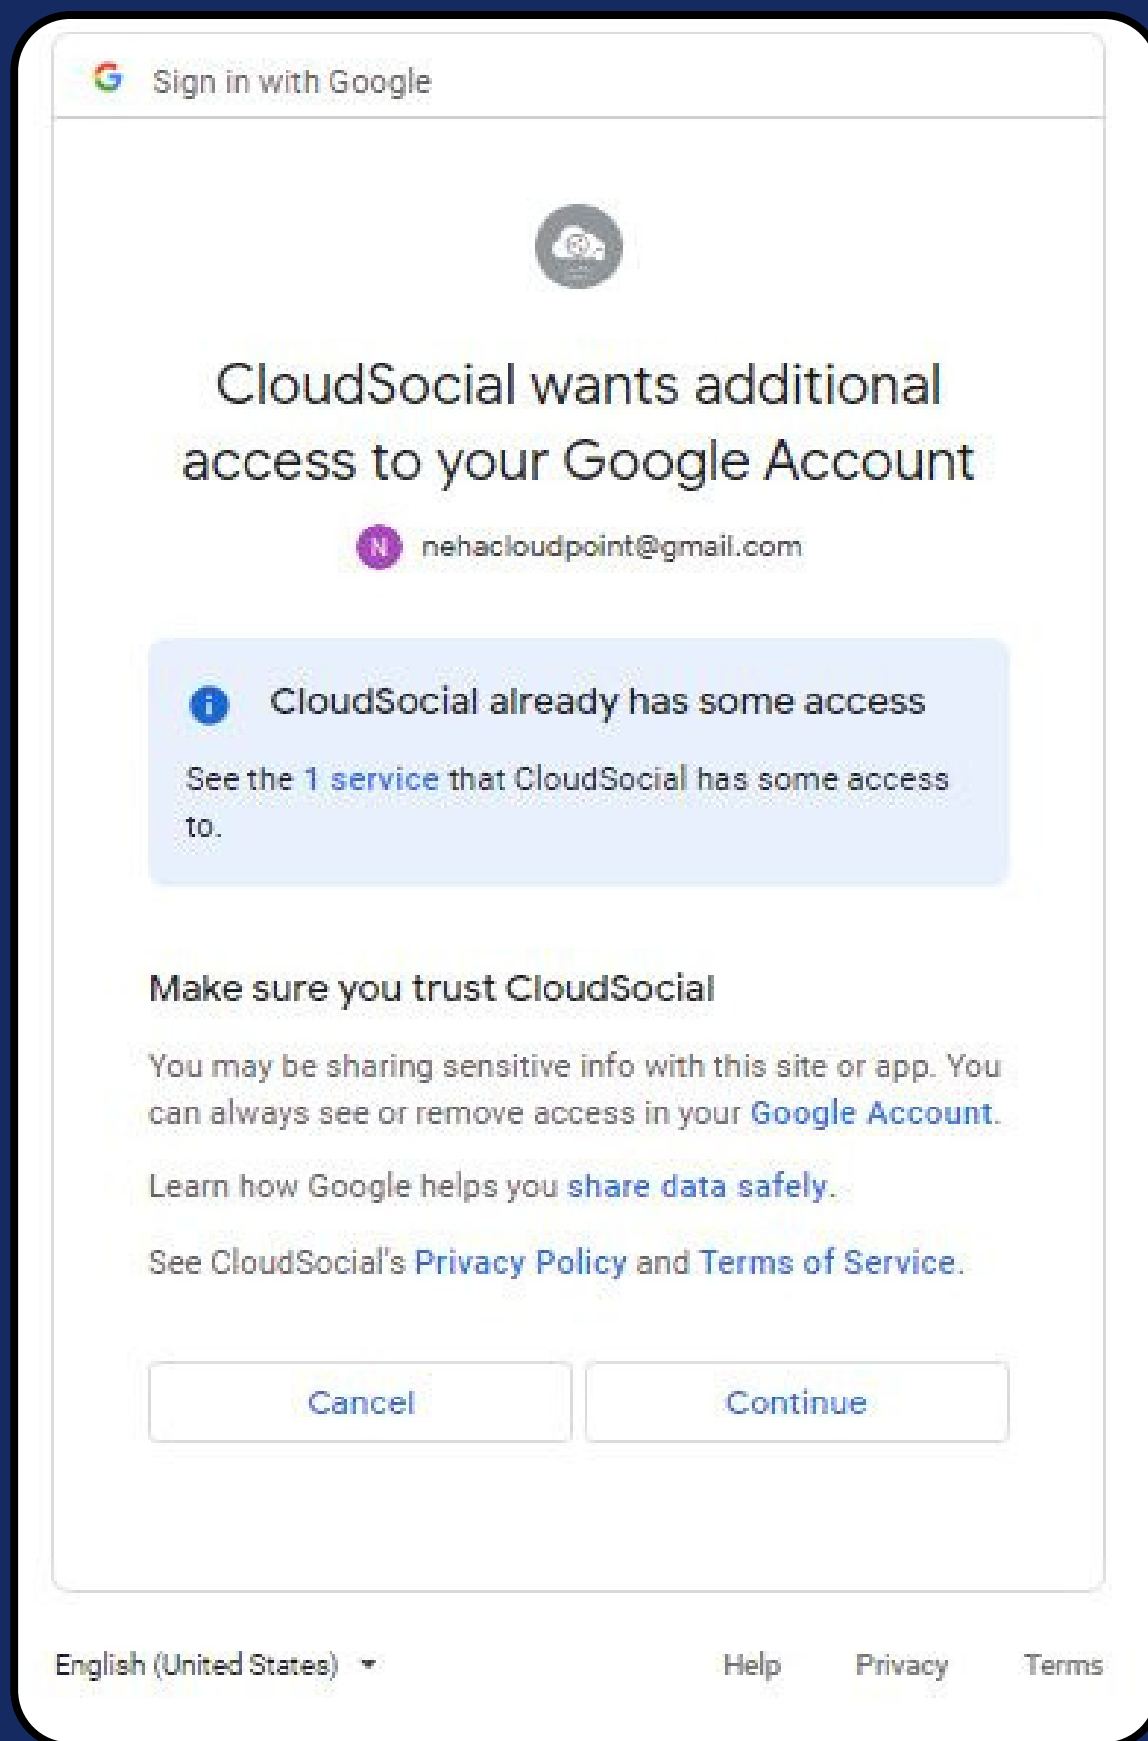 Sign in with Google
CloudSocial wants additional
access to your Google Account
N nehacloudpoint@gmail.com
CloudSocial already has some access
See the 1 service that CloudSocial has some access
to.
Make sure you trust CloudSocial
You may be sharing sensitive info with this site or app. You
can always see or remove access in your Google Account.
Learn how Google helps you share data safely.
See CloudSocial's Privacy Policy and Terms of Service.
Cancel Continue
English (United States) Help Privacy Terms